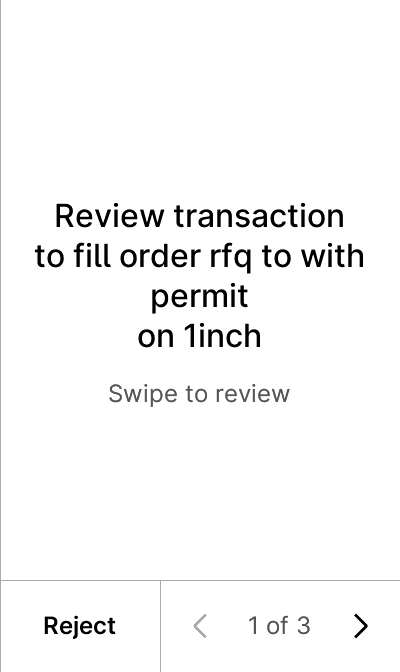 Review transaction
to fill order rfq to with
permit
on 1inch
Swipe to review
Reject
1 of 3